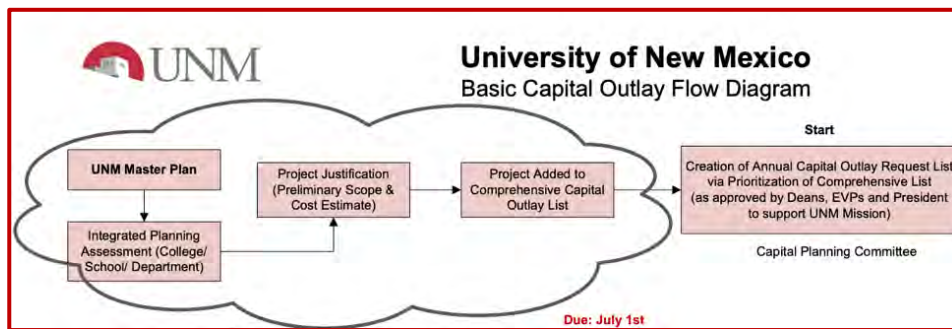 UNM
University of New Mexico
Basic Capital Outlay Flow Diagram
Start
UNM Master Plan
Integrated Planning
Assessment (College/
School/ Department)
Project Justification
(Preliminary Scope &
Cost Estimate)
Project Added to
Comprehensive Capital
Outlay List
Creation of Annual Capital Outlay Request List
via Prioritization of Comprehensive List
(as approved by Deans, EVPs and President
to support UNM Mission)
Capital Planning Committee
Due: July 1st